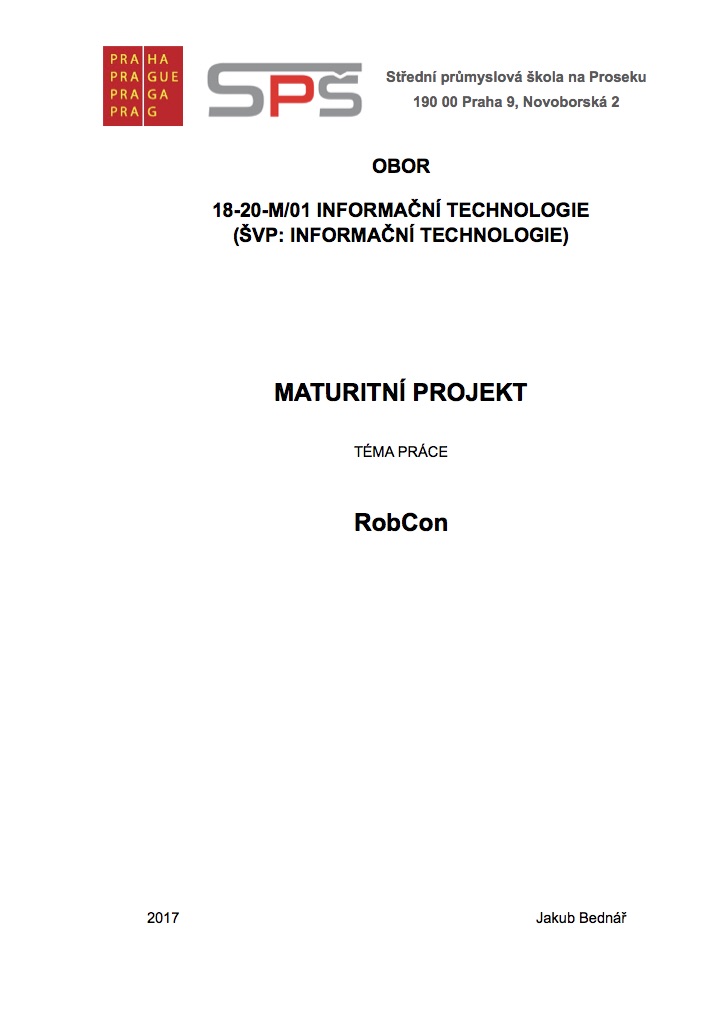 PRAHA
PRAGUE
PRAGA
PRAG
SPŠ
Střední průmyslová škola na Proseku
190 00 Praha 9, Novoborská 2
OBOR
18-20-M/01 INFORMAČNÍ TECHNOLOGIE
(ŠVP: INFORMAČNÍ TECHNOLOGIE)
MATURITNÍ PROJEKT
TÉMA PRÁCE
RobCon
2017 Jakub Bednář